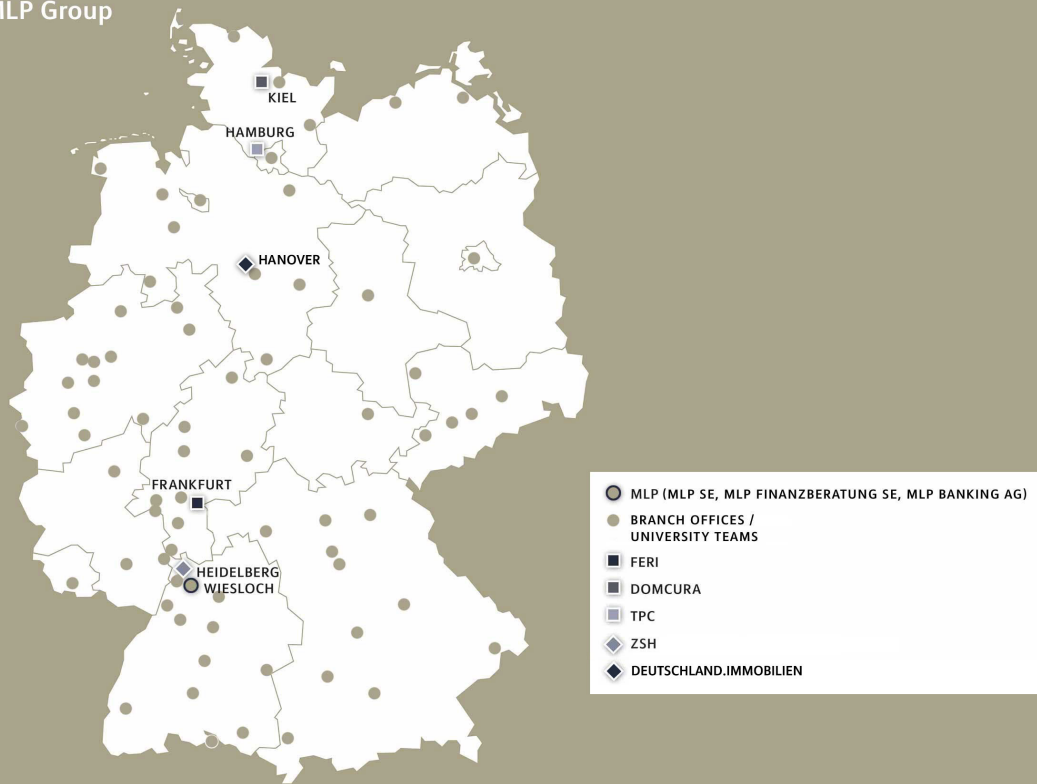 MLP Group
KIEL
HAMBURG
HANOVER
FRANKFURT
HEIDELBERG
WIESLOCH
MLP (MLP SE, MLP FINANZBERATUNG SE, MLP BANKING AG)
BRANCH OFFICES /
UNIVERSITY TEAMS
FERI
DOMCURA
TPC
ZSH
DEUTSCHLAND.IMMOBILIEN